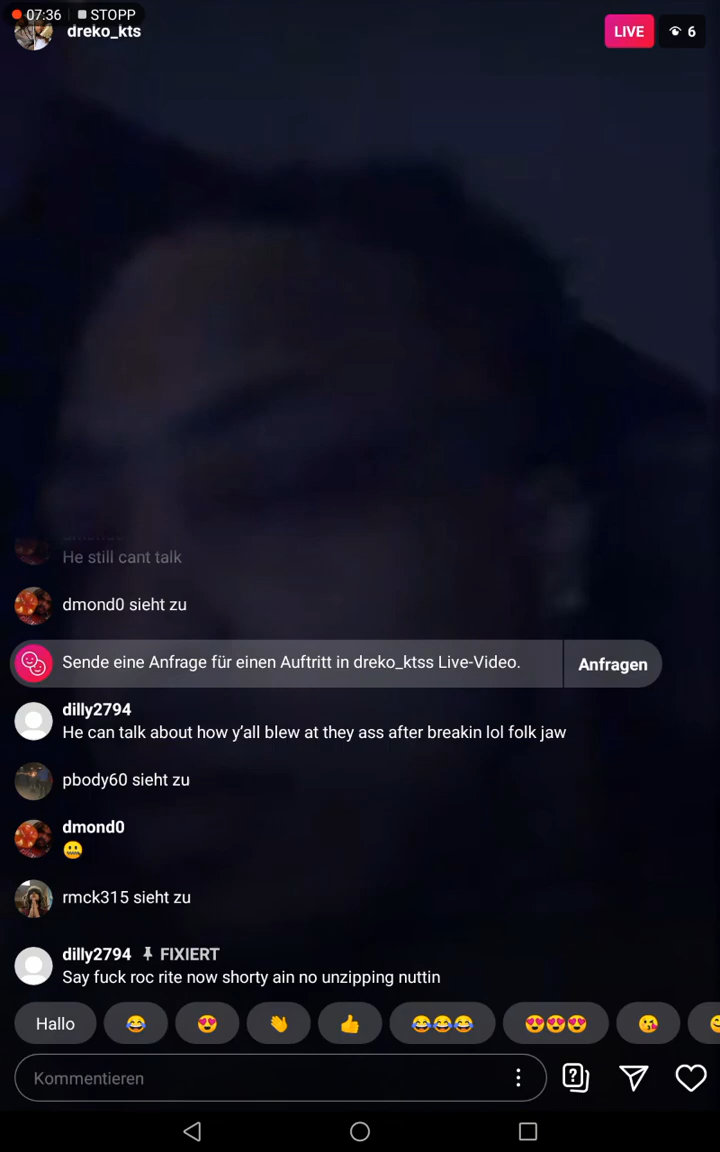 07:36 STOPP
dreko_kts
LIVE
6
He still cant talk
dmond0 sieht zu
Sende eine Anfrage für einen Auftritt in dreko_ktss Live-Video.
Anfragen
dilly2794
He can talk about how y’all blew at they ass after breakin lol folk jaw
pbody60 sieht zu
dmond0
🤐
rmck315 sieht zu
dilly2794 FIXIERT
Say fuck roc rite now shorty ain no unzipping nuttin
Hallo 😂 😍 👏 👍 😂😂😂 😍😍😍 😘
Kommentieren